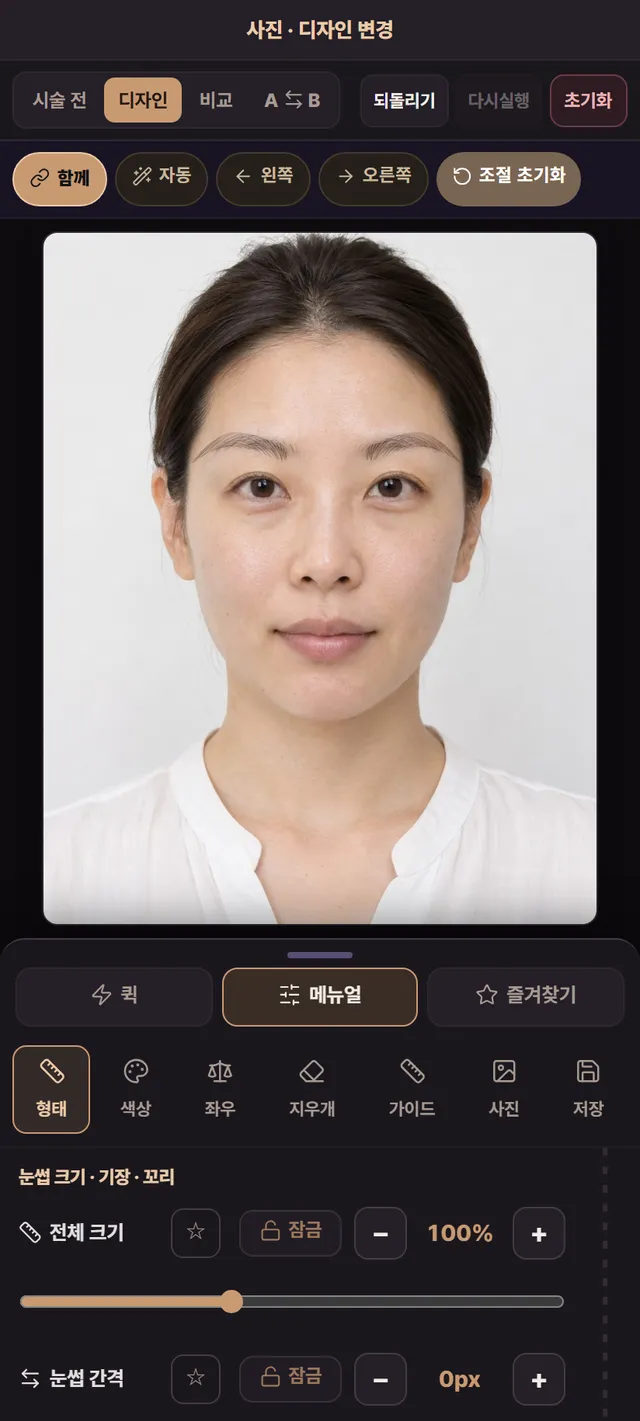 사진 · 디자인 변경
시술 전 디자인 비교 A ⇆ B 되돌리기 다시실행 초기화
함께 자동 ← 왼쪽 → 오른쪽 조절 초기화
퀵 메뉴얼 즐겨찾기
형태 색상 좌우 지우개 가이드 사진 저장
눈썹 크기 · 기장 · 꼬리
전체 크기 ☆ 잠금 − 100% +
눈썹 간격 ☆ 잠금 − 0px +